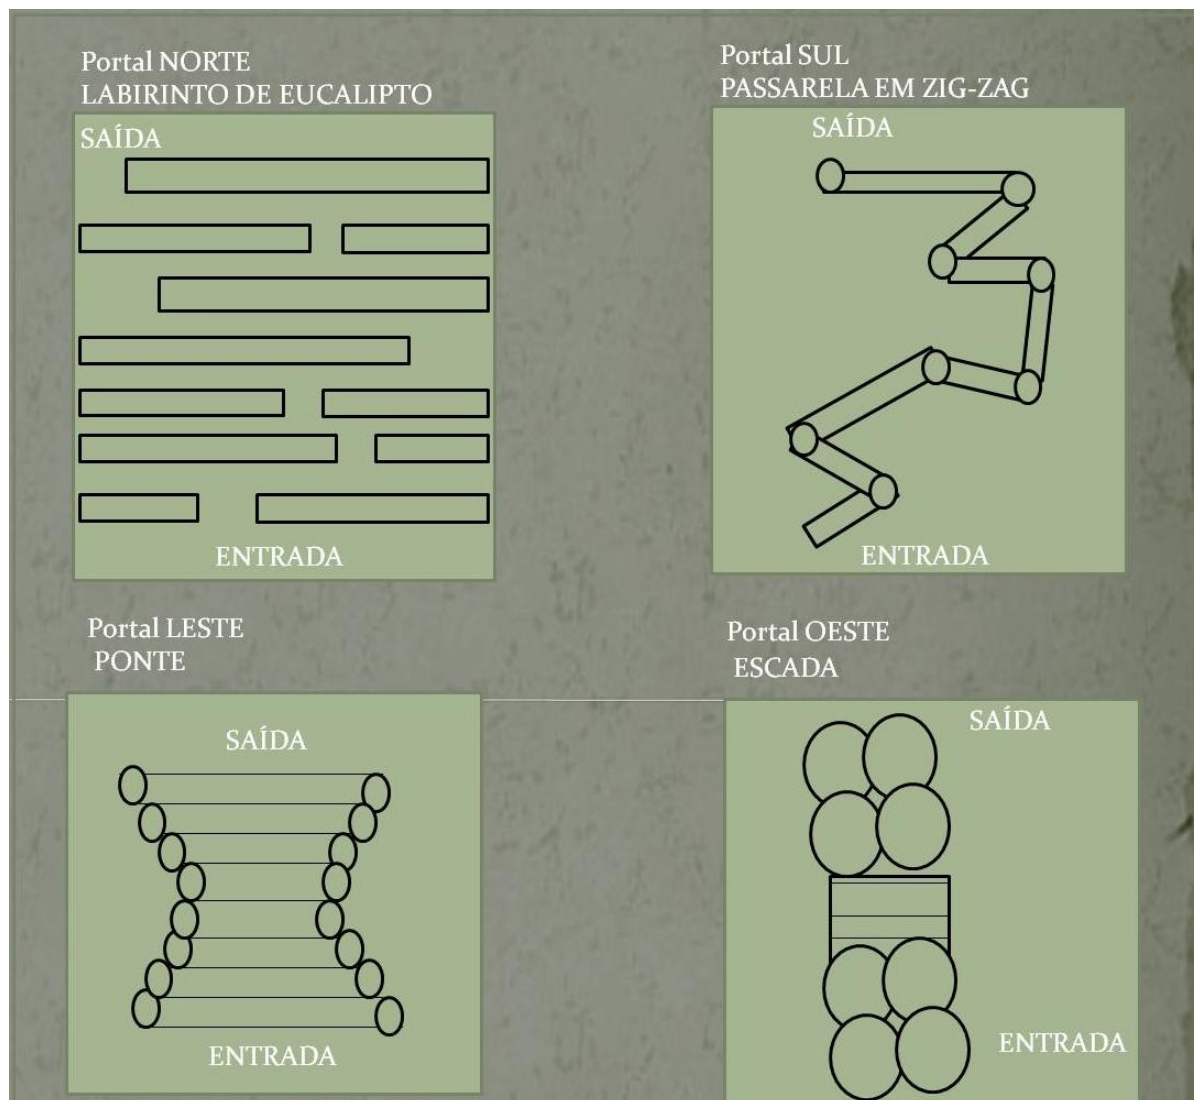 Portal NORTE
LABIRINTO DE EUCALIPTO
SAÍDA
ENTRADA
Portal SUL
PASSARELA EM ZIG-ZAG
SAÍDA
ENTRADA
Portal LESTE
PONTE
SAÍDA
ENTRADA
Portal OESTE
ESCADA
SAÍDA
ENTRADA